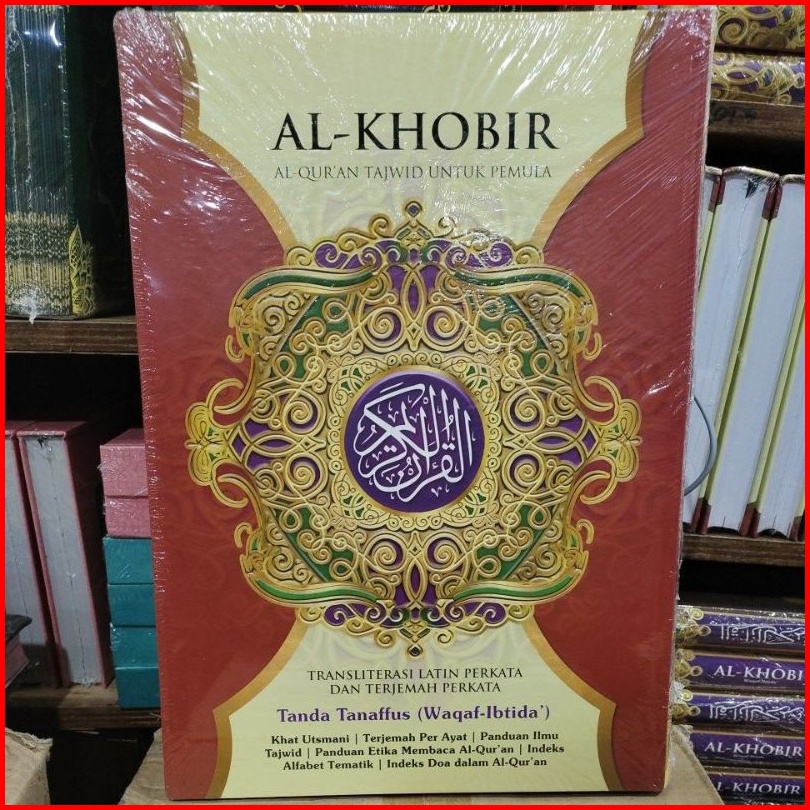 AL-KHOBIR
AL-QUR'AN TAJWID UNTUK PEMULA
القرآن الكريم
TRANSLITERASI LATIN PERKATA
DAN TERJEMAH PERKATA
Tanda Tanaffus (Waqaf-Ibtida')
Khat Utsmani | Terjemah Per Ayat | Panduan Ilmu
Tajwid | Panduan Etika Membaca Al-Qur'an | Indeks
Alfabet Tematik | Indeks Doa dalam Al-Qur'an
AL-KHOBI
AL-KHOBIR
AL-KHOBIR